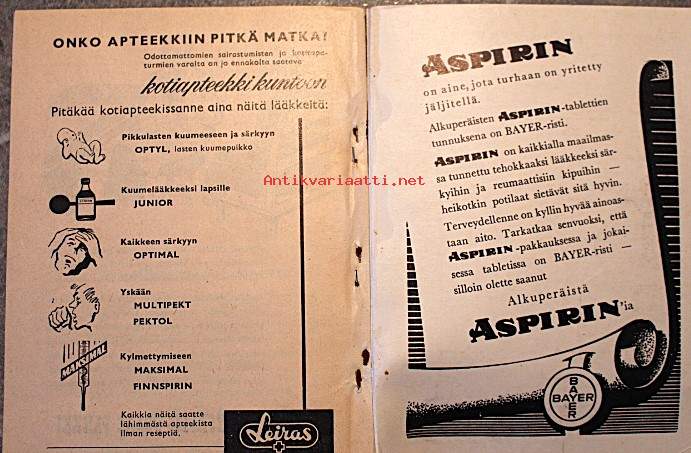 ONKO APTEEKKIIN PITKÄ MATKA?
Odottamattomien sairastumisten ja kotitapa-
turmien varalta on jo ennakolta saatava
kotiapteekki kuntoon
Pitäkää kotiapteekissanne aina näitä lääkkeitä:
Pikkulasten kuumeeseen ja särkyyn
OPTYL, lasten kuumepuikko
Kuumelääkkeeksi lapsille
JUNIOR
Kaikkeen särkyyn
OPTIMAL
Yskään
MULTIPEKT
PEKTOL
MAKSIMAL
Kylmettymiseen
MAKSIMAL
FINNSPIRIN
Kaikkia näitä saatte
lähimmästä apteekista
ilman reseptiä.
Leiras
Antikvariaatti.net
ASPIRIN
on aine, jota turhaan on yritetty
jäljitellä.
Alkuperäisten ASPIRIN-tablettien
tunnuksena on BAYER-risti.
ASPIRIN on kaikkialla maailmas-
sa tunnettu tehokkaaksi lääkkeeksi sär-
kyihin ja reumaattisiin kipuihin —
heikotkin potilaat sietävät sitä hyvin.
Terveydellenne on kyllin hyvää ainoas-
taan aito. Tarkatkaa senvuoksi, että
ASPIRIN-pakkauksessa ja jokai-
sessa tabletissa on BAYER-risti —
silloin olette saanut
Alkuperäistä
ASPIRIN'ia
BAYER
BAYER